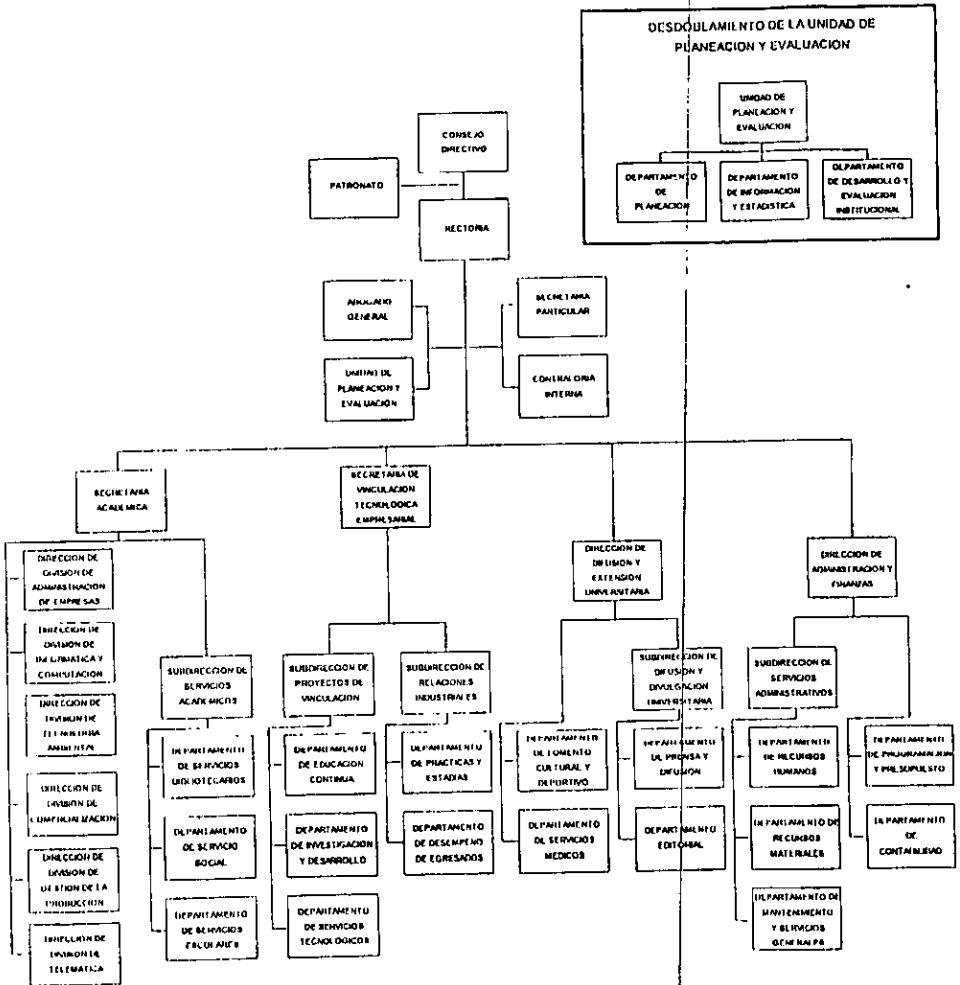 DESDOBLAMIENTO DE LA UNIDAD DE
PLANEACION Y EVALUACION
UNIDAD DE
PLANEACION Y
EVALUACION
DEPARTAMENTO
DE
PLANEACION
DEPARTAMENTO
DE INFORMACION
Y ESTADISTICA
DEPARTAMENTO
DE DESARROLLO Y
EVALUACION
INSTITUCIONAL
CONSEJO
DIRECTIVO
PATRONATO
RECTORIA
ABOGADO
GENERAL
SECRETARIA
PARTICULAR
UNIDAD DE
PLANEACION Y
EVALUACION
CONTRALORIA
INTERNA
SECRETARIA
ACADEMICA
SECRETARIA DE
VINCULACION
TECNOLOGICA
EMPRESARIAL
DIRECCION DE
DIFUSION Y
EXTENSION
UNIVERSITARIA
DIRECCION DE
ADMINISTRACION Y
FINANZAS
DIRECCION DE
DIVISION DE
ADMINISTRACION
DE EMPRESAS
DIRECCION DE
DIVISION DE
INFORMATICA Y
COMPUTACION
DIRECCION DE
DIVISION DE
TECNOLOGIA
AMBIENTAL
DIRECCION DE
DIVISION DE
COMERCIALIZACION
DIRECCION DE
DIVISION DE
GESTION DE LA
PRODUCCION
DIRECCION DE
DIVISION DE
TELEMATICA
SUBDIRECCION DE
SERVICIOS
ACADEMICOS
DEPARTAMENTO
DE SERVICIOS
BIBLIOTECARIOS
DEPARTAMENTO
DE SERVICIO
SOCIAL
DEPARTAMENTO
DE SERVICIOS
ESCOLARES
SUBDIRECCION DE
PROYECTOS DE
VINCULACION
DEPARTAMENTO
DE EDUCACION
CONTINUA
DEPARTAMENTO
DE INVESTIGACION
Y DESARROLLO
DEPARTAMENTO
DE SERVICIOS
TECNOLOGICOS
SUBDIRECCION DE
RELACIONES
INDUSTRIALES
DEPARTAMENTO
DE PRACTICAS Y
ESTADIAS
DEPARTAMENTO
DE DESEMPEÑO
DE EGRESADOS
DEPARTAMENTO
DE FOMENTO
CULTURAL Y
DEPORTIVO
DEPARTAMENTO
DE SERVICIOS
MEDICOS
SUBDIRECCION DE
DIFUSION Y
DIVULGACION
UNIVERSITARIA
DEPARTAMENTO
DE PRENSA Y
DIFUSION
DEPARTAMENTO
EDITORIAL
SUBDIRECCION DE
SERVICIOS
ADMINISTRATIVOS
DEPARTAMENTO
DE RECURSOS
HUMANOS
DEPARTAMENTO DE
RECURSOS
MATERIALES
DEPARTAMENTO DE
MANTENIMIENTO
Y SERVICIOS
GENERALES
DEPARTAMENTO
DE PROGRAMACION
Y PRESUPUESTO
DEPARTAMENTO
DE
CONTABILIDAD